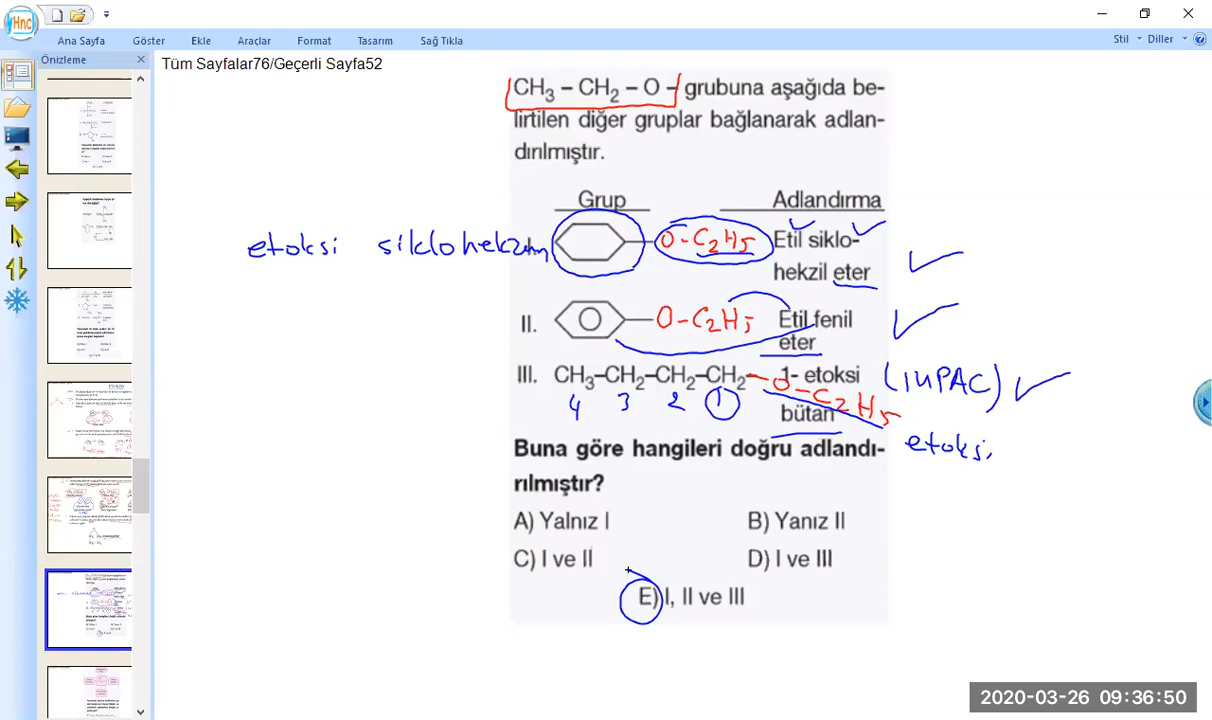 Hnc
Ana Sayfa Göster Ekle Araçlar Format Tasarım Sağ Tıkla Stil Diller
Önizleme
Tüm Sayfalar76/Geçerli Sayfa52
CH3 – CH2 – O – grubuna aşağıda be-
lirtilen diğer gruplar bağlanarak adlan-
dırılmıştır.
Grup Adlandırma
etoksi siklohekzan I. O-C2H5 Etil siklo-
hekzil eter
II. O-C2H5 Etil fenil
eter
III. CH3–CH2–CH2–CH2 – O-C2H5 1- etoksi (IUPAC)
4 3 2 1 bütan
etoksi
Buna göre hangileri doğru adlandı-
rılmıştır?
A) Yalnız I B) Yanız II
C) I ve II D) I ve III
E) I, II ve III
2020-03-26 09:36:50